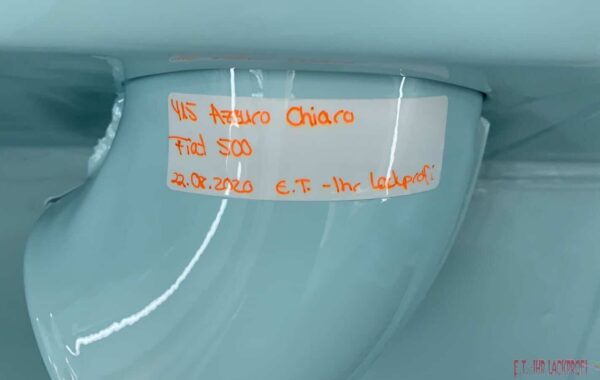 415 Azzuro Chiaro
Fiat 500
22.08.2020 E.T. - Ihr Lackprofi
E.T. IHR LACKPROFI